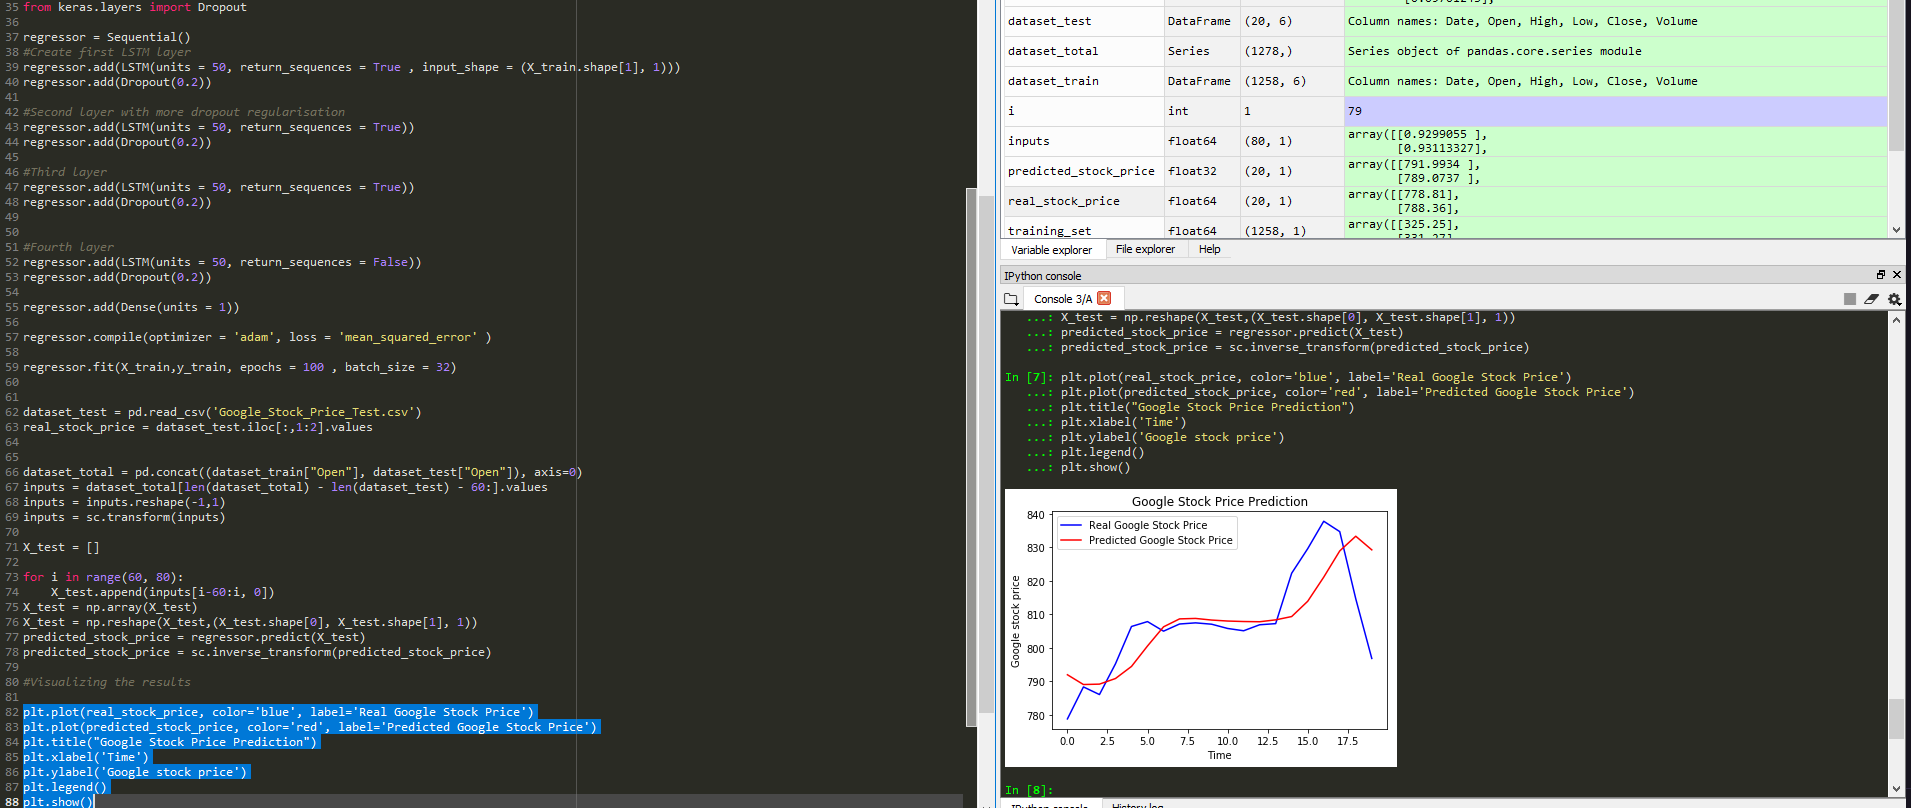 35 from keras.layers import Dropout
36
37 regressor = Sequential()
38 #Create first LSTM layer
39 regressor.add(LSTM(units = 50, return_sequences = True , input_shape = (X_train.shape[1], 1)))
40 regressor.add(Dropout(0.2))
41
42 #Second layer with more dropout regularisation
43 regressor.add(LSTM(units = 50, return_sequences = True))
44 regressor.add(Dropout(0.2))
45
46 #Third layer
47 regressor.add(LSTM(units = 50, return_sequences = True))
48 regressor.add(Dropout(0.2))
49
50
51 #Fourth layer
52 regressor.add(LSTM(units = 50, return_sequences = False))
53 regressor.add(Dropout(0.2))
54
55 regressor.add(Dense(units = 1))
56
57 regressor.compile(optimizer = 'adam', loss = 'mean_squared_error' )
58
59 regressor.fit(X_train,y_train, epochs = 100 , batch_size = 32)
60
61
62 dataset_test = pd.read_csv('Google_Stock_Price_Test.csv')
63 real_stock_price = dataset_test.iloc[:,1:2].values
64
65
66 dataset_total = pd.concat((dataset_train["Open"], dataset_test["Open"]), axis=0)
67 inputs = dataset_total[len(dataset_total) - len(dataset_test) - 60:].values
68 inputs = inputs.reshape(-1,1)
69 inputs = sc.transform(inputs)
70
71 X_test = []
72
73 for i in range(60, 80):
74     X_test.append(inputs[i-60:i, 0])
75 X_test = np.array(X_test)
76 X_test = np.reshape(X_test,(X_test.shape[0], X_test.shape[1], 1))
77 predicted_stock_price = regressor.predict(X_test)
78 predicted_stock_price = sc.inverse_transform(predicted_stock_price)
79
80 #Visualizing the results
81
82 plt.plot(real_stock_price, color='blue', label='Real Google Stock Price')
83 plt.plot(predicted_stock_price, color='red', label='Predicted Google Stock Price')
84 plt.title("Google Stock Price Prediction")
85 plt.xlabel('Time')
86 plt.ylabel('Google stock price')
87 plt.legend()
88 plt.show()
dataset_test DataFrame (20, 6) Column names: Date, Open, High, Low, Close, Volume
dataset_total Series (1278,) Series object of pandas.core.series module
dataset_train DataFrame (1258, 6) Column names: Date, Open, High, Low, Close, Volume
i int 1 79
inputs float64 (80, 1) array([[0.9299055 ],
[0.93113327],
predicted_stock_price float32 (20, 1) array([[791.9934 ],
[789.0737 ],
real_stock_price float64 (20, 1) array([[778.81],
[788.36],
training_set float64 (1258, 1) array([[325.25],
Variable explorer File explorer Help
IPython console
Console 3/A
...: X_test = np.reshape(X_test,(X_test.shape[0], X_test.shape[1], 1))
...: predicted_stock_price = regressor.predict(X_test)
...: predicted_stock_price = sc.inverse_transform(predicted_stock_price)
In [7]: plt.plot(real_stock_price, color='blue', label='Real Google Stock Price')
...: plt.plot(predicted_stock_price, color='red', label='Predicted Google Stock Price')
...: plt.title("Google Stock Price Prediction")
...: plt.xlabel('Time')
...: plt.ylabel('Google stock price')
...: plt.legend()
...: plt.show()
Google Stock Price Prediction
Real Google Stock Price
Predicted Google Stock Price
840
830
820
810
800
790
780
Google stock price
0.0 2.5 5.0 7.5 10.0 12.5 15.0 17.5
Time
In [8]:
IPython console History log